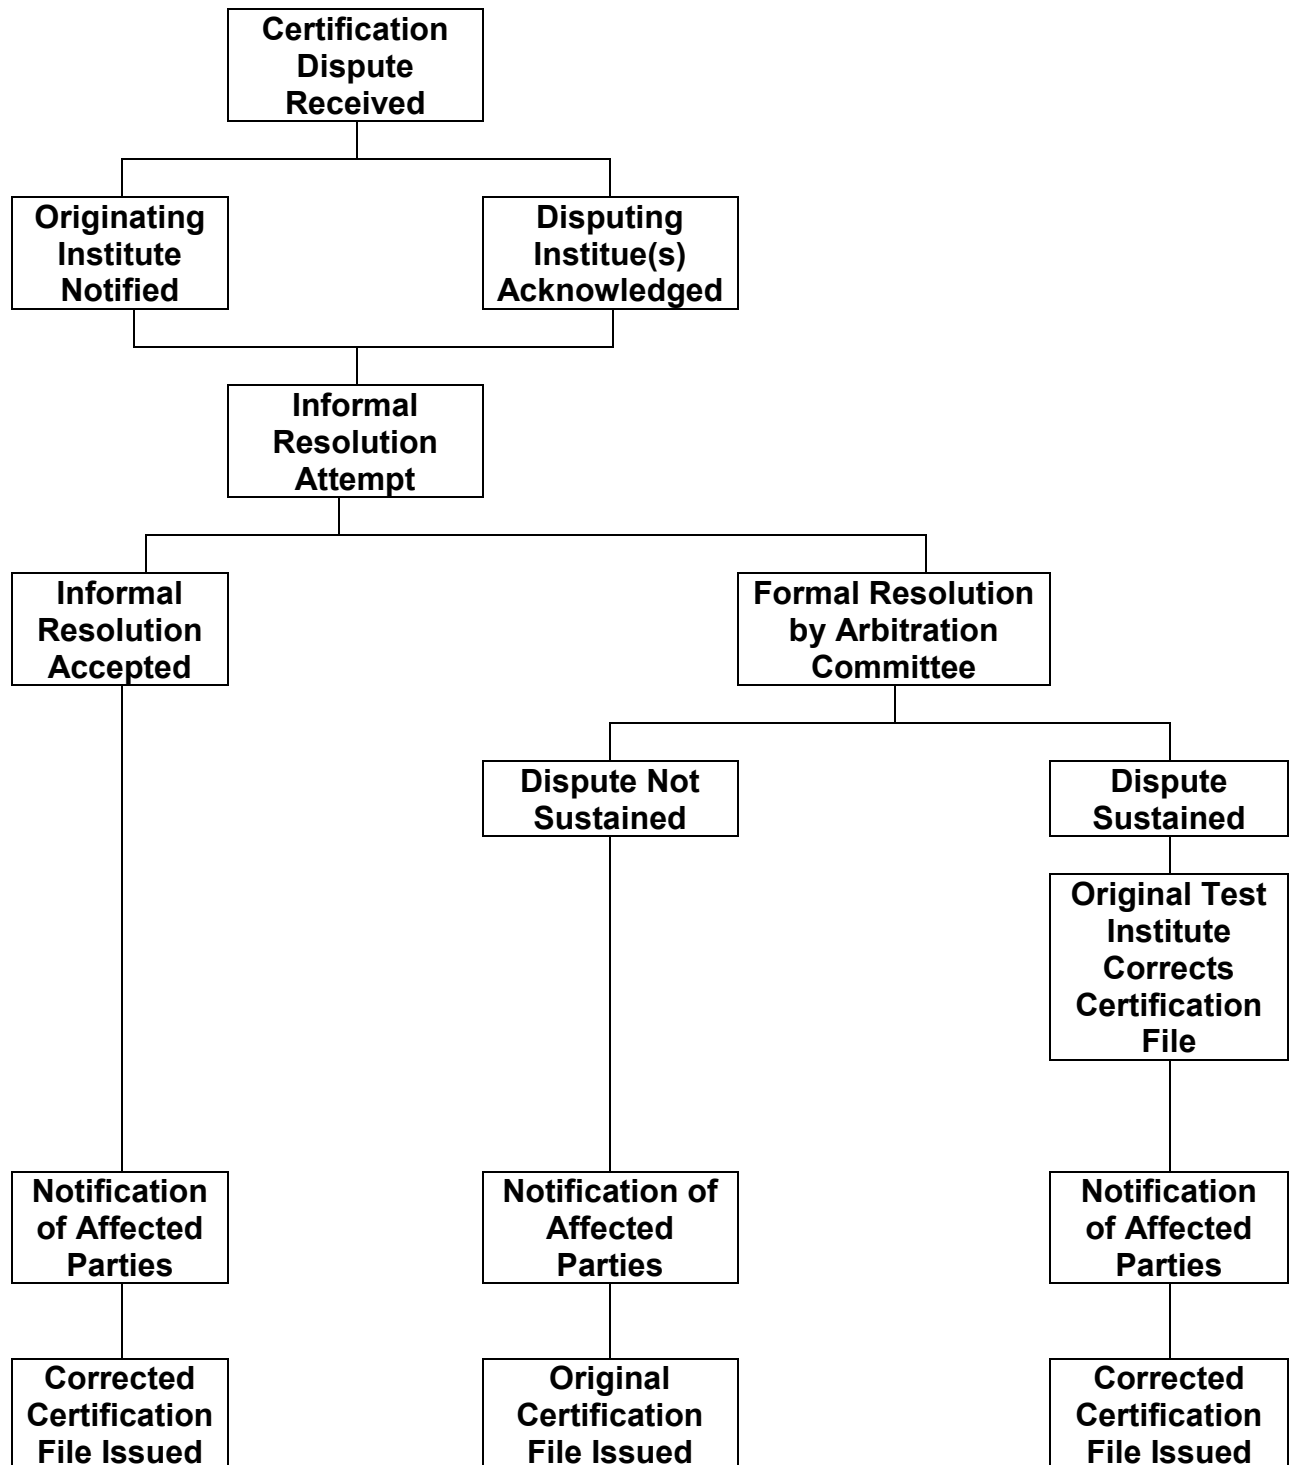 Certification
Dispute
Received
Originating
Institute
Notified
Disputing
Institue(s)
Acknowledged
Informal
Resolution
Attempt
Informal
Resolution
Accepted
Formal Resolution
by Arbitration
Committee
Dispute Not
Sustained
Dispute
Sustained
Original Test
Institute
Corrects
Certification
File
Notification
of Affected
Parties
Notification of
Affected
Parties
Notification
of Affected
Parties
Corrected
Certification
File Issued
Original
Certification
File Issued
Corrected
Certification
File Issued